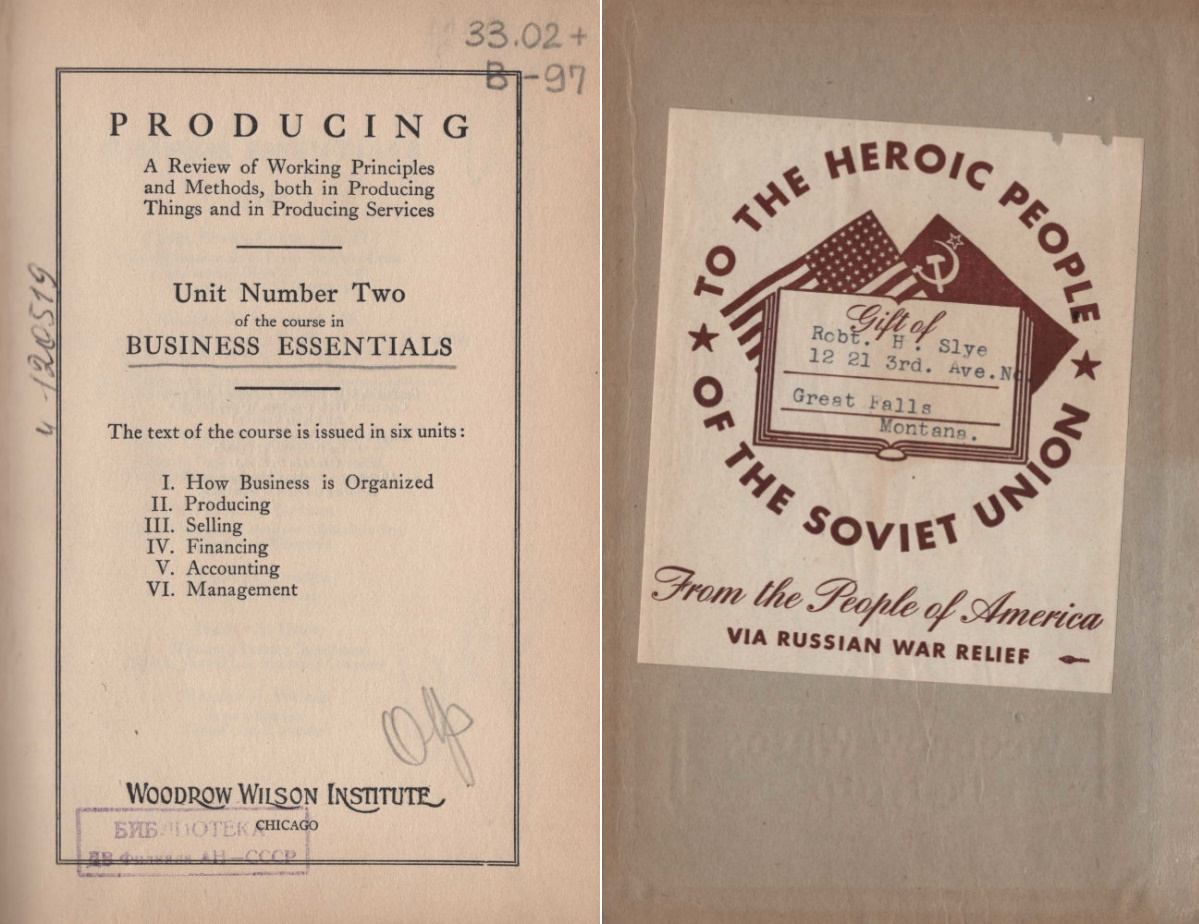 33.02+
В-97
PRODUCING
A Review of Working Principles
and Methods, both in Producing
Things and in Producing Services
Unit Number Two
of the course in
BUSINESS ESSENTIALS
The text of the course is issued in six units:
I. How Business is Organized
II. Producing
III. Selling
IV. Financing
V. Accounting
VI. Management
WOODROW WILSON INSTITUTE
CHICAGO
БИБЛИОТЕКА
ДВ Филиала АН—СССР
120519
TO THE HEROIC PEOPLE
OF THE SOVIET UNION
Gift of
Robt. H. Slye
12 21 3rd. Ave.No
Great Falls
Montana.
From the People of America
VIA RUSSIAN WAR RELIEF